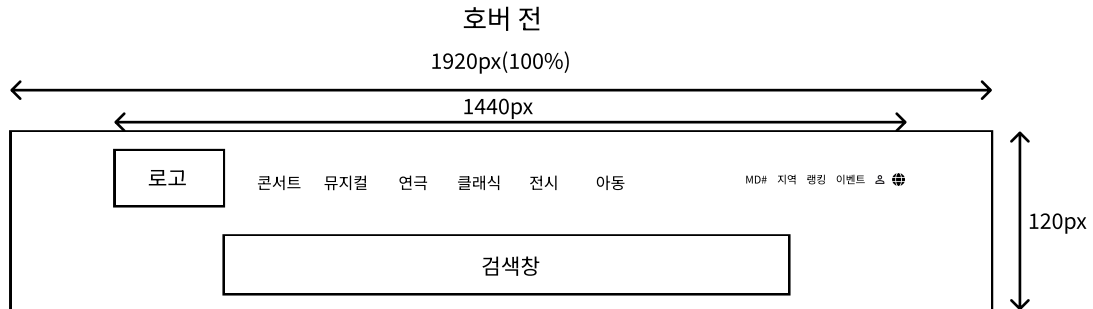 호버 전
1920px(100%)
1440px
로고
콘서트 뮤지컬 연극 클래식 전시 아동
MD# 지역 랭킹 이벤트
120px
검색창